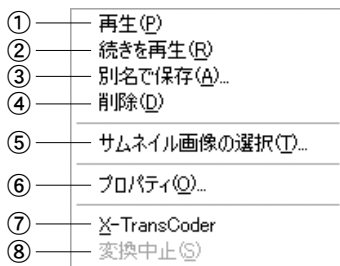 ① 再生(P)
② 続きを再生(R)
③ 別名で保存(A)...
④ 削除(D)
⑤ サムネイル画像の選択(T)...
⑥ プロパティ(O)...
⑦ X-TransCoder
⑧ 変換中止(S)